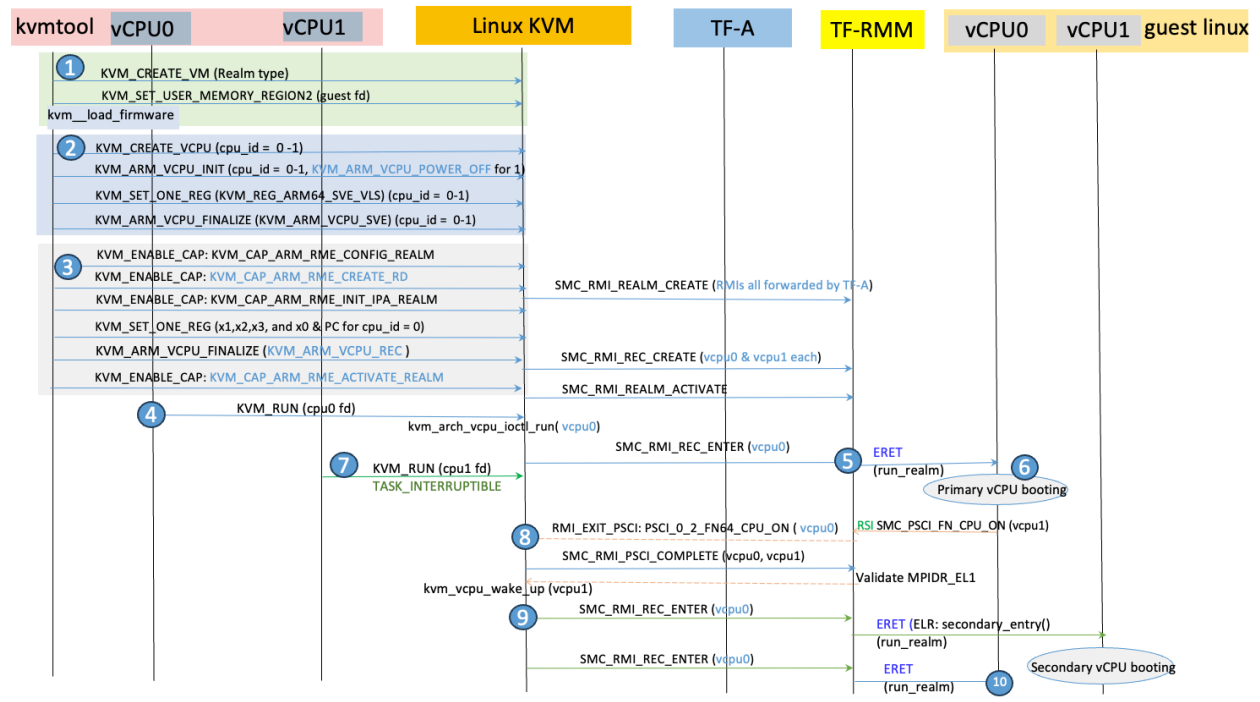 kvmtool vCPU0 vCPU1 Linux KVM TF-A TF-RMM vCPU0 vCPU1 guest linux
1
KVM_CREATE_VM (Realm type)
KVM_SET_USER_MEMORY_REGION2 (guest fd)
kvm__load_firmware
2 KVM_CREATE_VCPU (cpu_id = 0 -1)
KVM_ARM_VCPU_INIT (cpu_id = 0-1, KVM_ARM_VCPU_POWER_OFF for 1)
KVM_SET_ONE_REG (KVM_REG_ARM64_SVE_VLS) (cpu_id = 0-1)
KVM_ARM_VCPU_FINALIZE (KVM_ARM_VCPU_SVE) (cpu_id = 0-1)
KVM_ENABLE_CAP: KVM_CAP_ARM_RME_CONFIG_REALM
3
KVM_ENABLE_CAP: KVM_CAP_ARM_RME_CREATE_RD
SMC_RMI_REALM_CREATE (RMIs all forwarded by TF-A)
KVM_ENABLE_CAP: KVM_CAP_ARM_RME_INIT_IPA_REALM
KVM_SET_ONE_REG (x1,x2,x3, and x0 & PC for cpu_id = 0)
KVM_ARM_VCPU_FINALIZE (KVM_ARM_VCPU_REC )
SMC_RMI_REC_CREATE (vcpu0 & vcpu1 each)
KVM_ENABLE_CAP: KVM_CAP_ARM_RME_ACTIVATE_REALM
SMC_RMI_REALM_ACTIVATE
4 KVM_RUN (cpu0 fd)
kvm_arch_vcpu_ioctl_run( vcpu0)
SMC_RMI_REC_ENTER (vcpu0)
5 ERET
(run_realm)
6
Primary vCPU booting
7 KVM_RUN (cpu1 fd)
TASK_INTERRUPTIBLE
8 RMI_EXIT_PSCI: PSCI_0_2_FN64_CPU_ON ( vcpu0)
RSI SMC_PSCI_FN_CPU_ON (vcpu1)
SMC_RMI_PSCI_COMPLETE (vcpu0, vcpu1)
Validate MPIDR_EL1
kvm_vcpu_wake_up (vcpu1)
9 SMC_RMI_REC_ENTER (vcpu0)
ERET (ELR: secondary_entry()
(run_realm)
SMC_RMI_REC_ENTER (vcpu0)
Secondary vCPU booting
ERET
(run_realm)
10